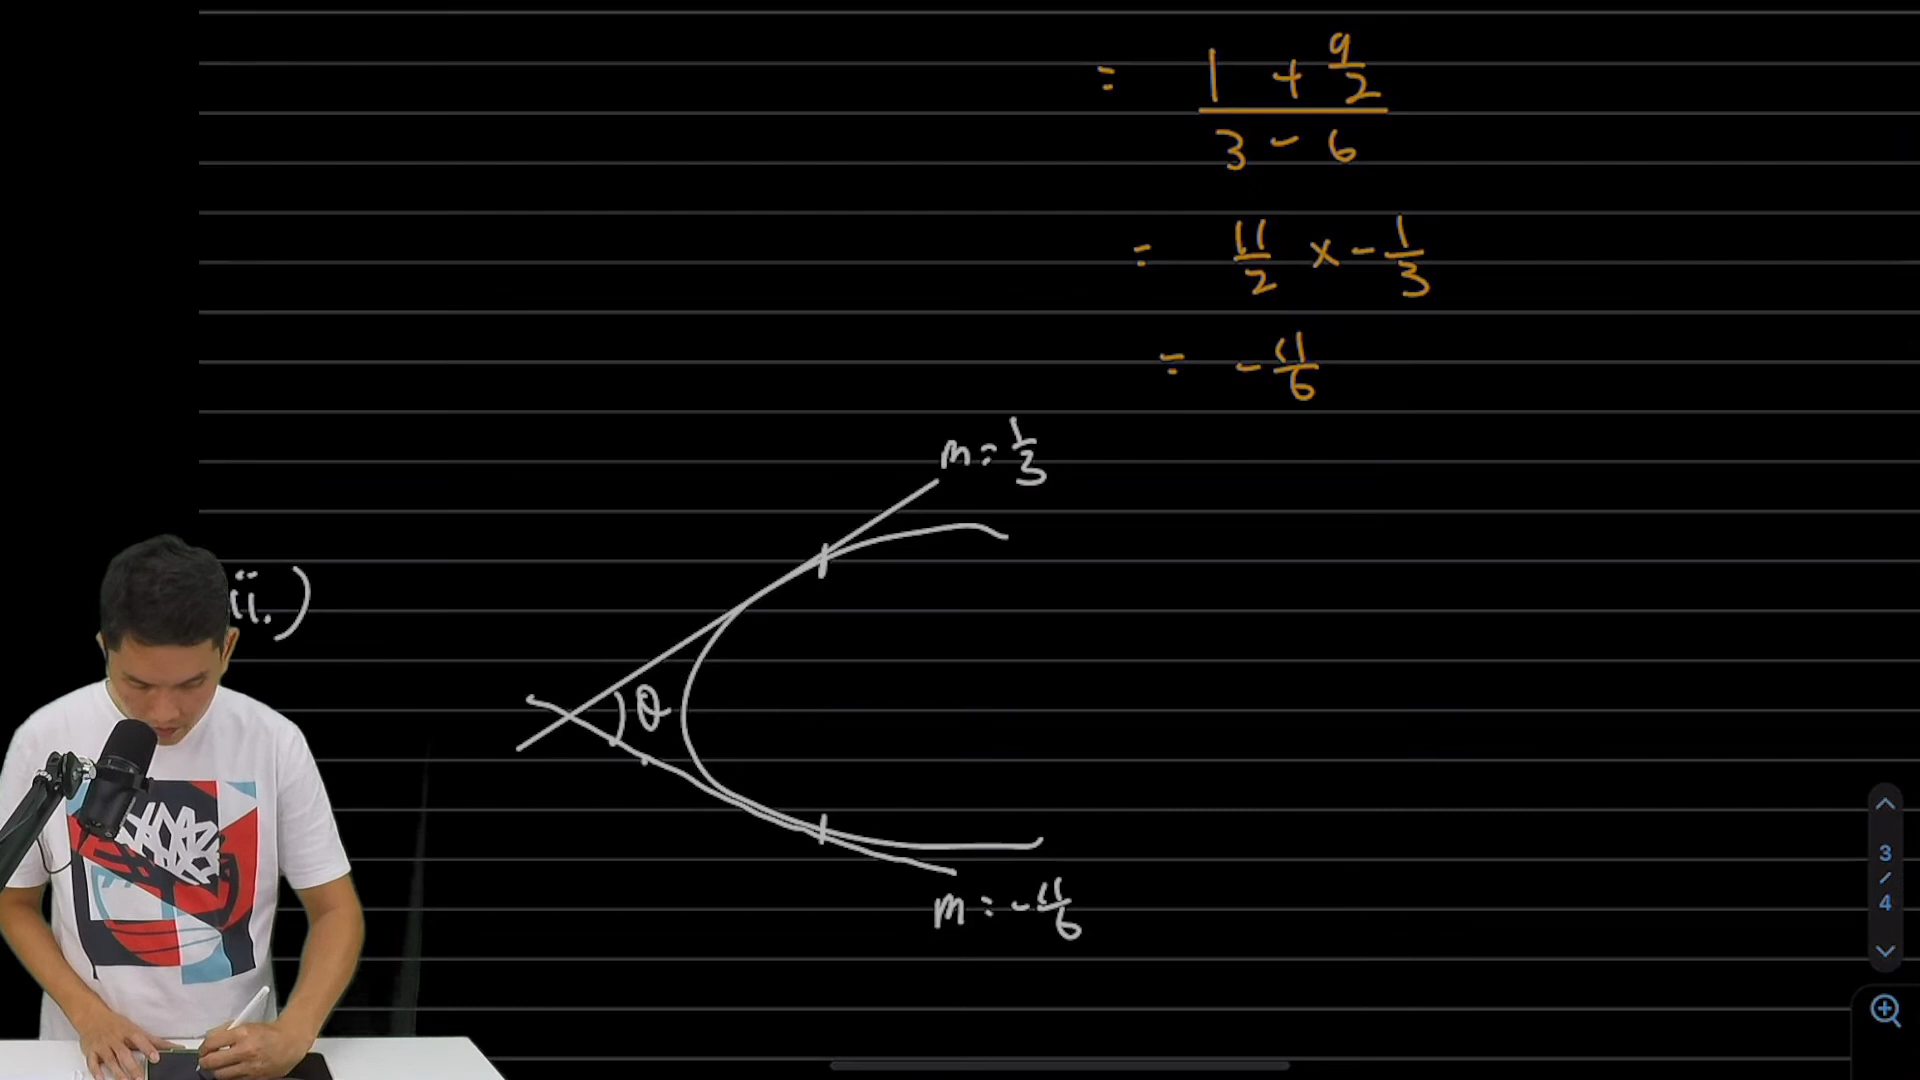 = (1 + 9/2)/(3 - 6)
= 11/2 x - 1/3
= - 11/6
m = 1/3
ii.)
θ
m = - 11/6
3
/
4